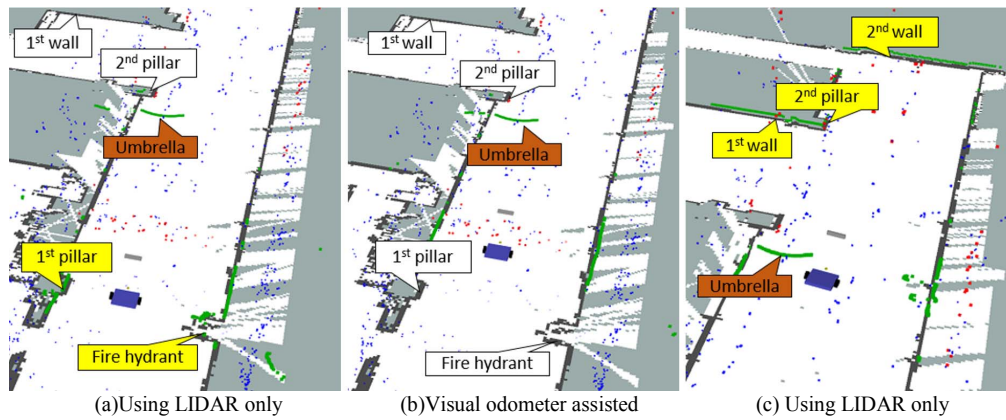 1st wall
2nd pillar
Umbrella
1st pillar
Fire hydrant
(a)Using LIDAR only
1st wall
2nd pillar
Umbrella
1st pillar
Fire hydrant
(b)Visual odometer assisted
2nd wall
2nd pillar
1st wall
Umbrella
(c) Using LIDAR only